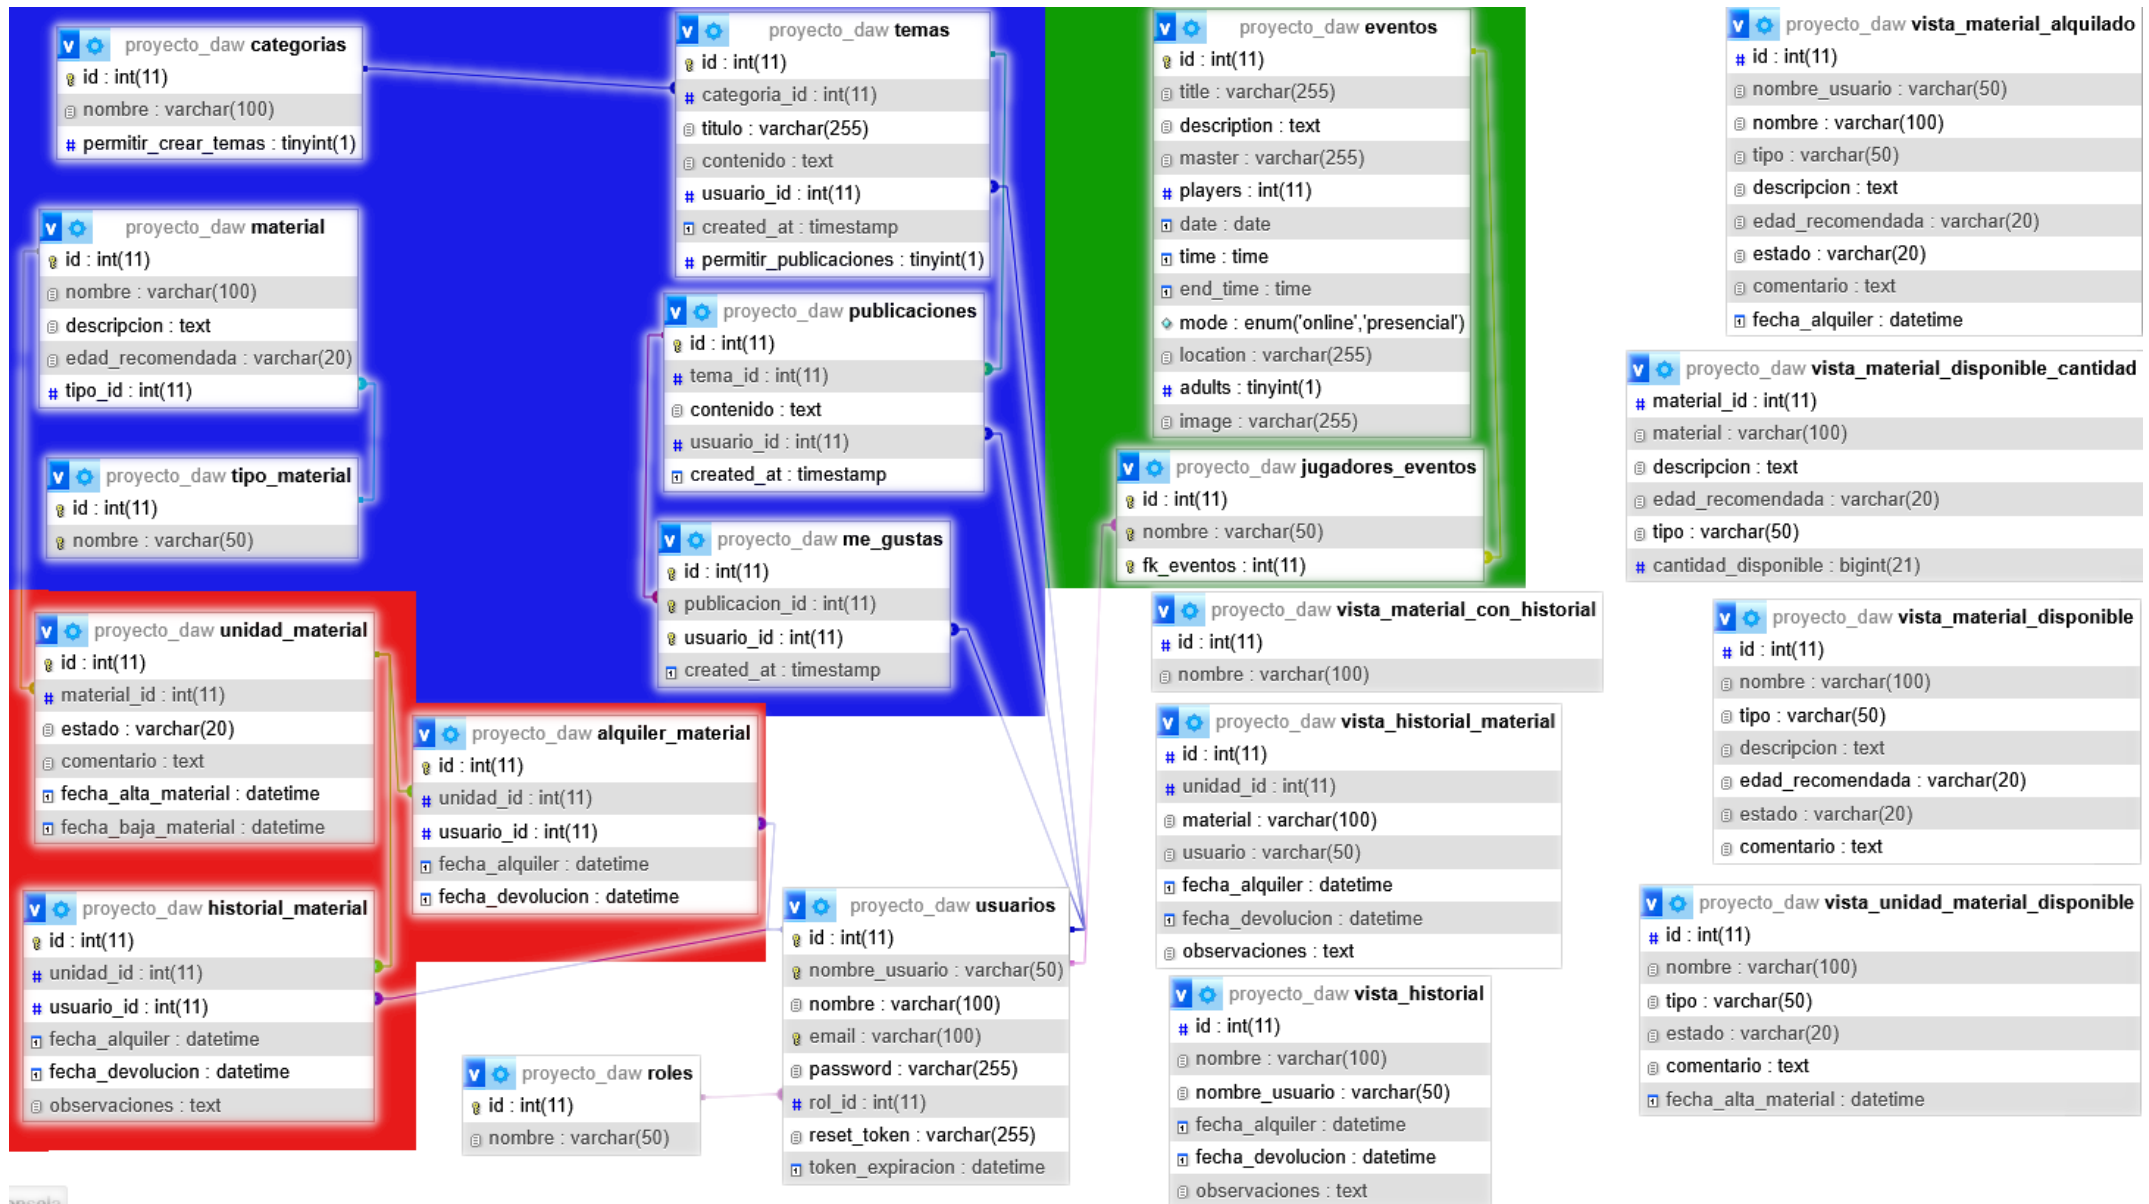 proyecto_daw categorias
id : int(11)
nombre : varchar(100)
permitir_crear_temas : tinyint(1)
proyecto_daw material
id : int(11)
nombre : varchar(100)
descripcion : text
edad_recomendada : varchar(20)
tipo_id : int(11)
proyecto_daw tipo_material
id : int(11)
nombre : varchar(50)
proyecto_daw unidad_material
id : int(11)
material_id : int(11)
estado : varchar(20)
comentario : text
fecha_alta_material : datetime
fecha_baja_material : datetime
proyecto_daw historial_material
id : int(11)
unidad_id : int(11)
usuario_id : int(11)
fecha_alquiler : datetime
fecha_devolucion : datetime
observaciones : text
proyecto_daw alquiler_material
id : int(11)
unidad_id : int(11)
usuario_id : int(11)
fecha_alquiler : datetime
fecha_devolucion : datetime
proyecto_daw roles
id : int(11)
nombre : varchar(50)
proyecto_daw temas
id : int(11)
categoria_id : int(11)
titulo : varchar(255)
contenido : text
usuario_id : int(11)
created_at : timestamp
permitir_publicaciones : tinyint(1)
proyecto_daw publicaciones
id : int(11)
tema_id : int(11)
contenido : text
usuario_id : int(11)
created_at : timestamp
proyecto_daw me_gustas
id : int(11)
publicacion_id : int(11)
usuario_id : int(11)
created_at : timestamp
proyecto_daw usuarios
id : int(11)
nombre_usuario : varchar(50)
nombre : varchar(100)
email : varchar(100)
password : varchar(255)
rol_id : int(11)
reset_token : varchar(255)
token_expiracion : datetime
proyecto_daw eventos
id : int(11)
title : varchar(255)
description : text
master : varchar(255)
players : int(11)
date : date
time : time
end_time : time
mode : enum('online','presencial')
location : varchar(255)
adults : tinyint(1)
image : varchar(255)
proyecto_daw jugadores_eventos
id : int(11)
nombre : varchar(50)
fk_eventos : int(11)
proyecto_daw vista_material_con_historial
id : int(11)
nombre : varchar(100)
proyecto_daw vista_historial_material
id : int(11)
unidad_id : int(11)
material : varchar(100)
usuario : varchar(50)
fecha_alquiler : datetime
fecha_devolucion : datetime
observaciones : text
proyecto_daw vista_historial
id : int(11)
nombre : varchar(100)
nombre_usuario : varchar(50)
fecha_alquiler : datetime
fecha_devolucion : datetime
observaciones : text
proyecto_daw vista_material_alquilado
id : int(11)
nombre_usuario : varchar(50)
nombre : varchar(100)
tipo : varchar(50)
descripcion : text
edad_recomendada : varchar(20)
estado : varchar(20)
comentario : text
fecha_alquiler : datetime
proyecto_daw vista_material_disponible_cantidad
material_id : int(11)
material : varchar(100)
descripcion : text
edad_recomendada : varchar(20)
tipo : varchar(50)
cantidad_disponible : bigint(21)
proyecto_daw vista_material_disponible
id : int(11)
nombre : varchar(100)
tipo : varchar(50)
descripcion : text
edad_recomendada : varchar(20)
estado : varchar(20)
comentario : text
proyecto_daw vista_unidad_material_disponible
id : int(11)
nombre : varchar(100)
tipo : varchar(50)
estado : varchar(20)
comentario : text
fecha_alta_material : datetime